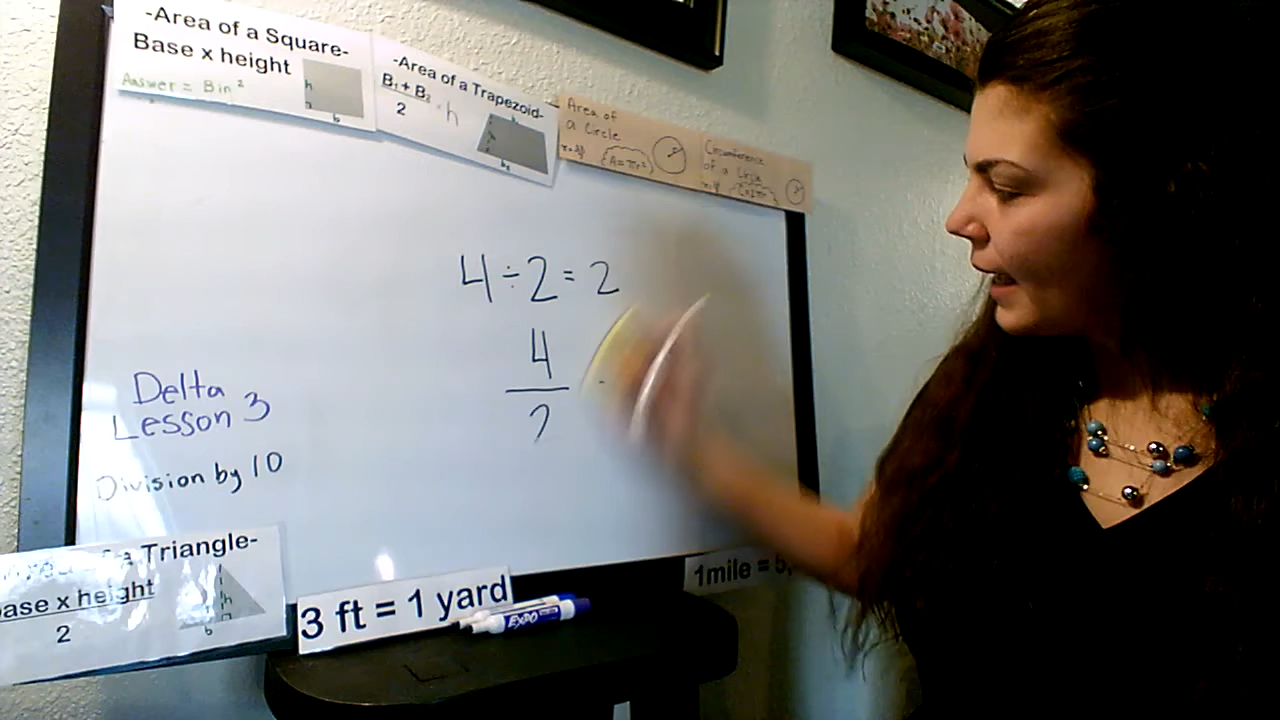 -Area of a Square-
Base x height
Answer = Bin²
h
b
-Area of a Trapezoid-
B₁ + B₂
2
· h
Area of
a Circle
(A=πr²)
Circumference
of a Circle
4 ÷ 2 = 2
4
2
Delta
Lesson 3
Division by 10
a Triangle-
base x height
2
h
b
3 ft = 1 yard
EXPO
1mile = 5,